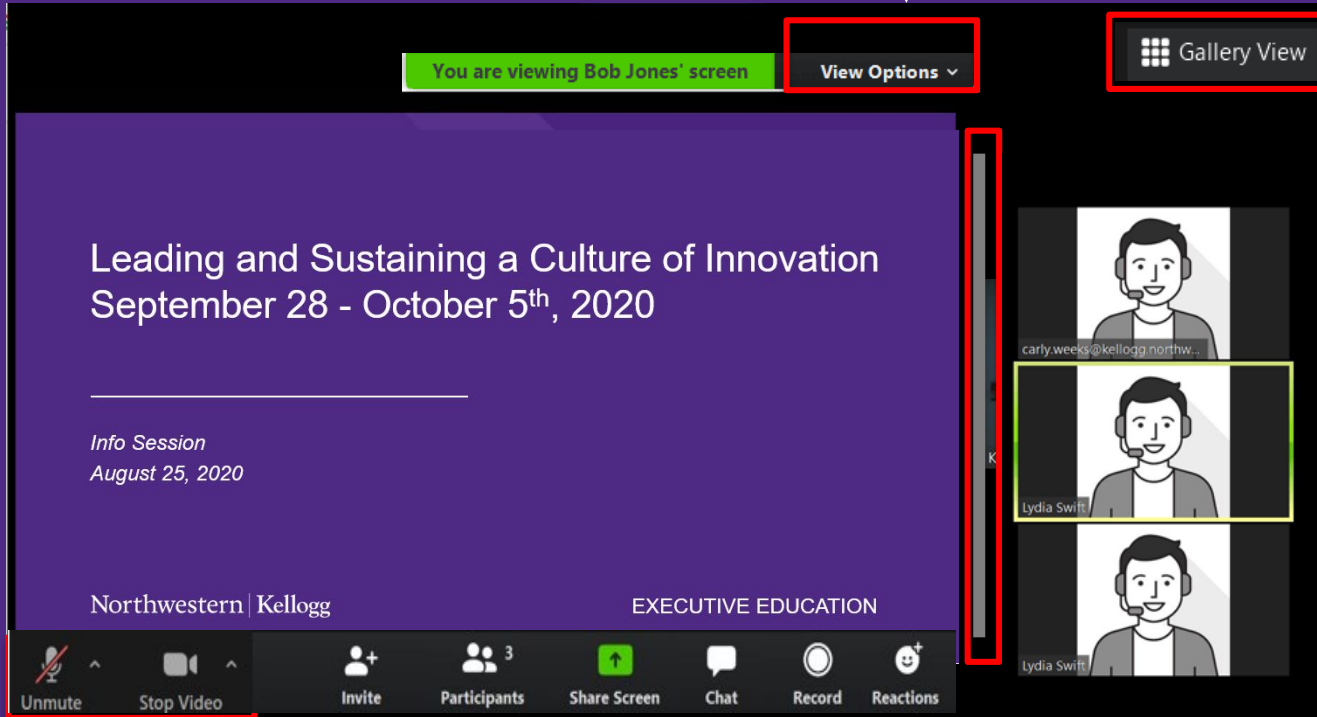 You are viewing Bob Jones' screen
View Options
Gallery View
Leading and Sustaining a Culture of Innovation
September 28 - October 5th, 2020
Info Session
August 25, 2020
Northwestern | Kellogg
EXECUTIVE EDUCATION
carly.weeks@kellogg.northw...
Lydia Swift
Lydia Swift
K
Unmute
Stop Video
Invite
Participants 3
Share Screen
Chat
Record
Reactions